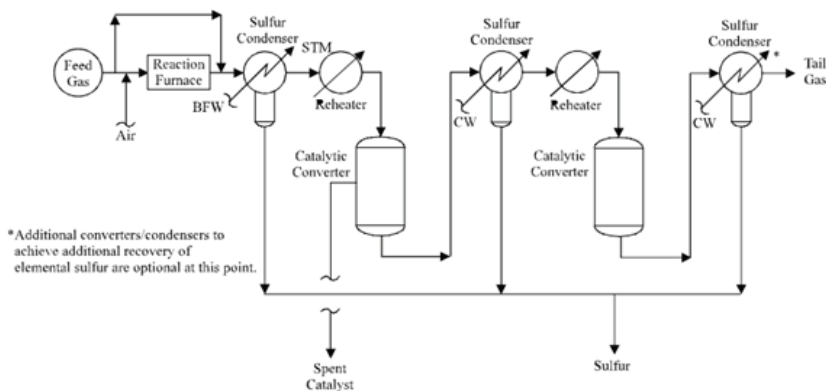 Feed
Gas
Air
Reaction
Furnace
Sulfur
Condenser
BFW
STM
Reheater
Catalytic
Converter
Sulfur
Condenser
CW
Reheater
Catalytic
Converter
Sulfur
Condenser
*
CW
Tail
Gas
*Additional converters/condensers to
achieve additional recovery of
elemental sulfur are optional at this point.
Spent
Catalyst
Sulfur